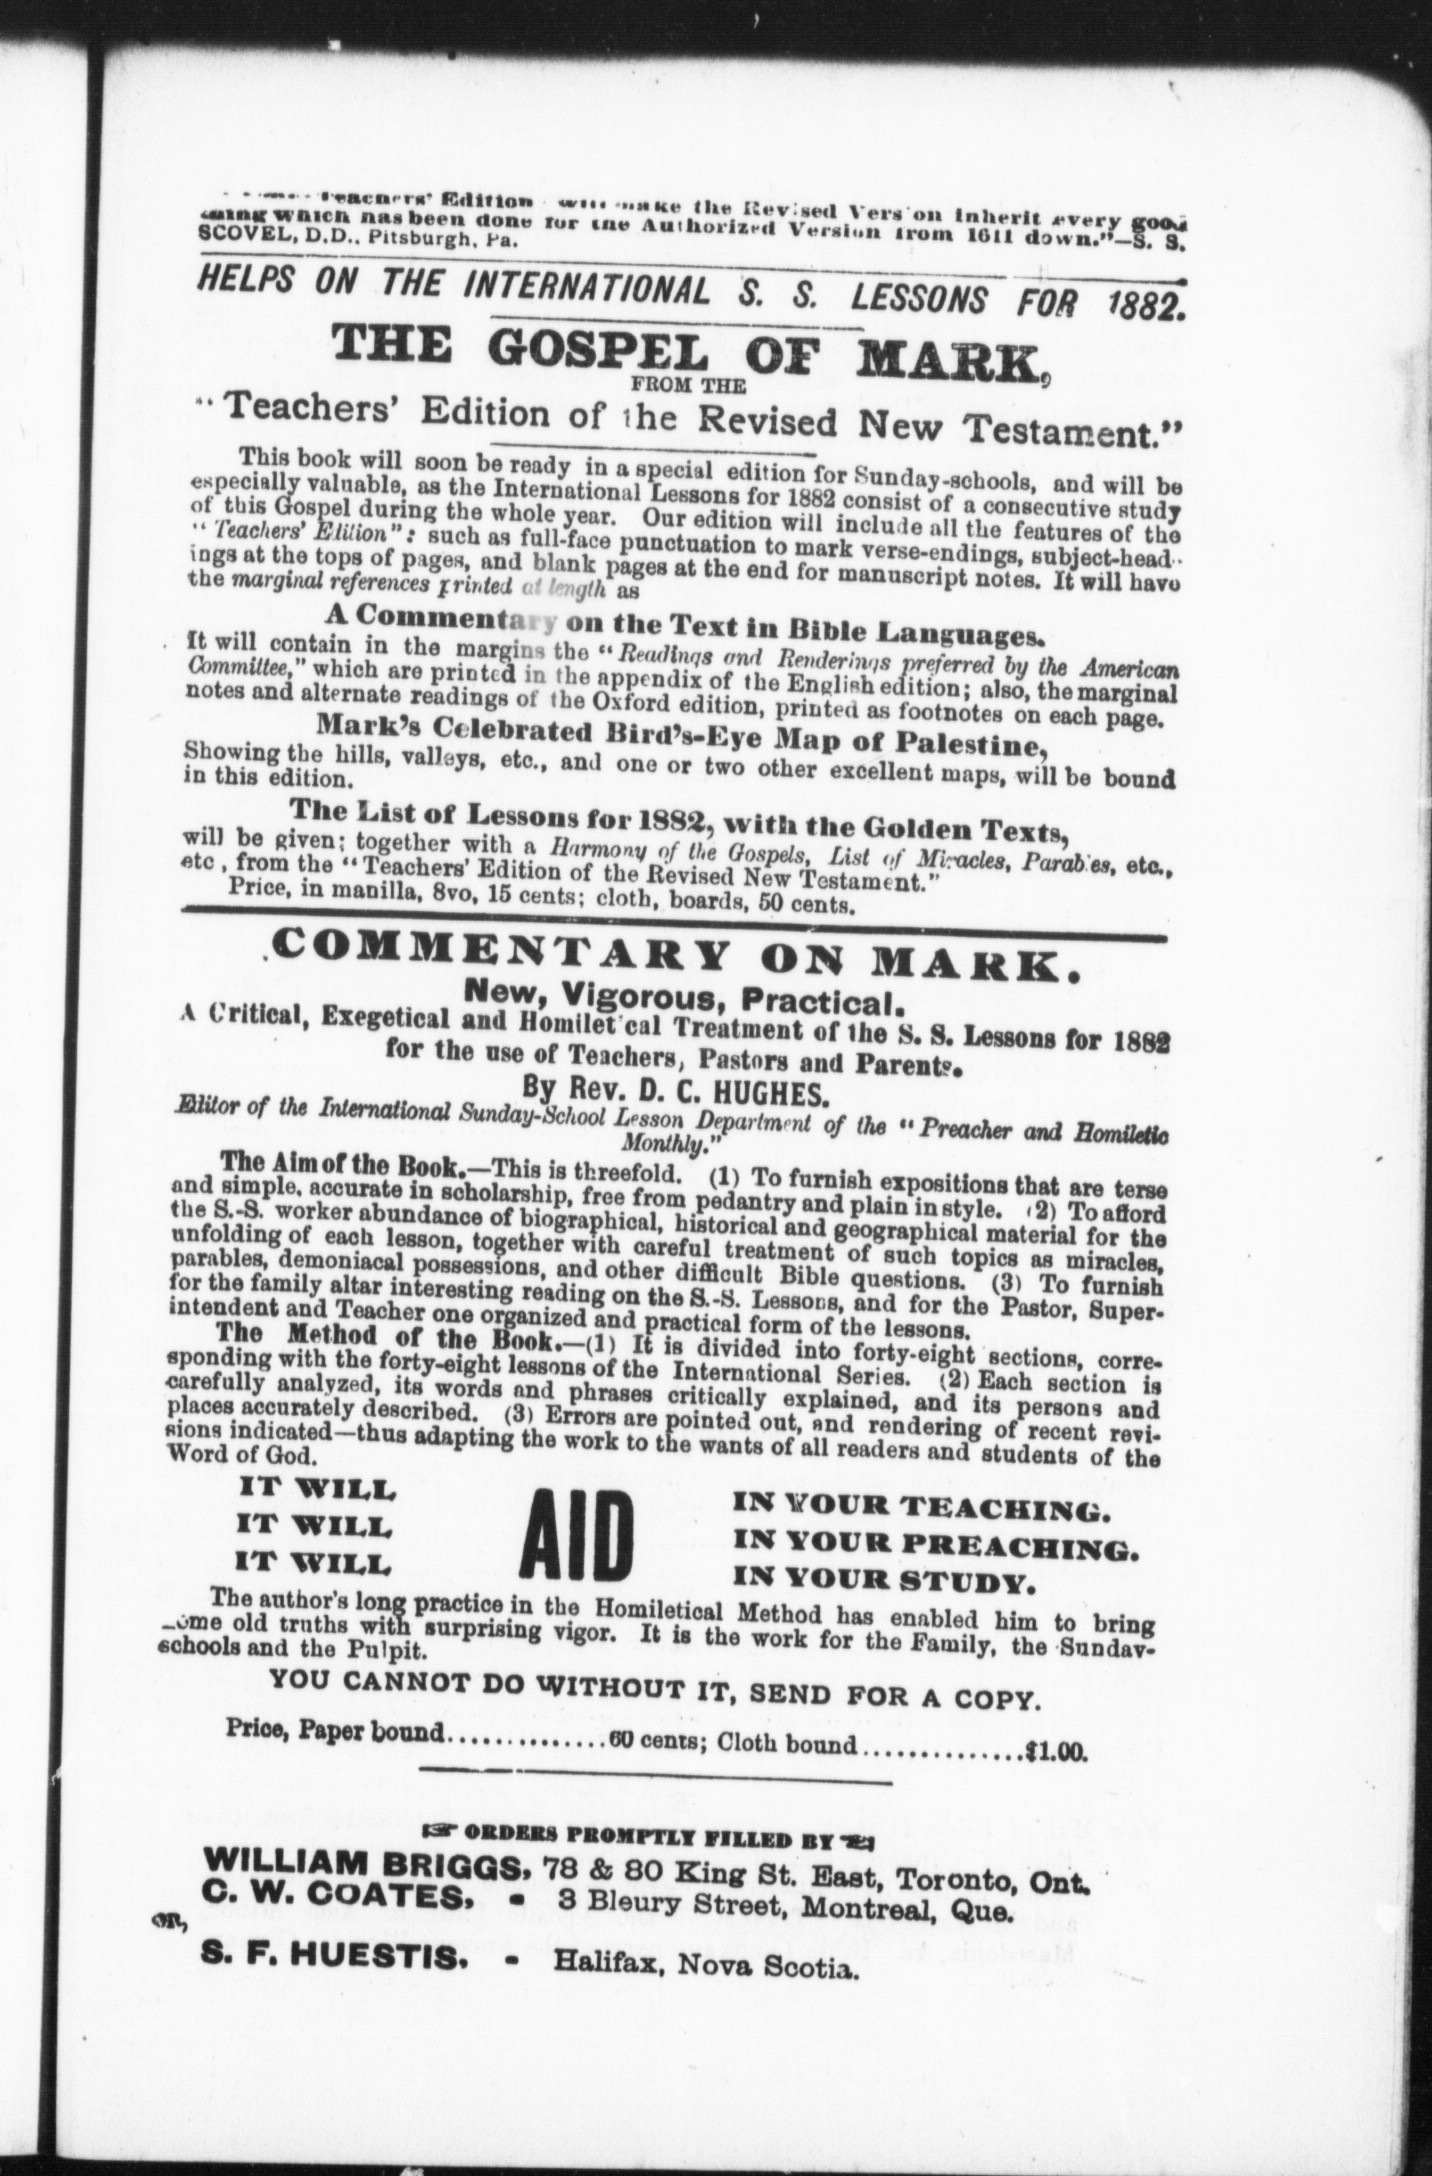 Teachers' Edition will make the Revised Version inherit every good
thing which has been done for the Authorized Version from 1611 down."—S. S.
SCOVEL, D.D., Pitsburgh, Pa.
HELPS ON THE INTERNATIONAL S. S. LESSONS FOR 1882.
THE GOSPEL OF MARK,
FROM THE
"Teachers' Edition of the Revised New Testament."
This book will soon be ready in a special edition for Sunday-schools, and will be
especially valuable, as the International Lessons for 1882 consist of a consecutive study
of this Gospel during the whole year. Our edition will include all the features of the
"Teachers' Edition": such as full-face punctuation to mark verse-endings, subject-head-
ings at the tops of pages, and blank pages at the end for manuscript notes. It will have
the marginal references printed at length as
A Commentary on the Text in Bible Languages.
It will contain in the margins the "Readings and Renderings preferred by the American
Committee," which are printed in the appendix of the English edition; also, the marginal
notes and alternate readings of the Oxford edition, printed as footnotes on each page.
Mark's Celebrated Bird's-Eye Map of Palestine,
Showing the hills, valleys, etc., and one or two other excellent maps, will be bound
in this edition.
The List of Lessons for 1882, with the Golden Texts,
will be given; together with a Harmony of the Gospels, List of Miracles, Parables, etc.,
etc, from the "Teachers' Edition of the Revised New Testament."
Price, in manilla, 8vo, 15 cents; cloth, boards, 50 cents.
COMMENTARY ON MARK.
New, Vigorous, Practical.
A Critical, Exegetical and Homiletical Treatment of the S. S. Lessons for 1882
for the use of Teachers, Pastors and Parents.
By Rev. D. C. HUGHES.
Editor of the International Sunday-School Lesson Department of the "Preacher and Homiletic
Monthly."
The Aim of the Book.—This is threefold. (1) To furnish expositions that are terse
and simple, accurate in scholarship, free from pedantry and plain in style. (2) To afford
the S.-S. worker abundance of biographical, historical and geographical material for the
unfolding of each lesson, together with careful treatment of such topics as miracles,
parables, demoniacal possessions, and other difficult Bible questions. (3) To furnish
for the family altar interesting reading on the S.-S. Lessons, and for the Pastor, Super-
intendent and Teacher one organized and practical form of the lessons.
The Method of the Book.—(1) It is divided into forty-eight sections, corre-
sponding with the forty-eight lessons of the International Series. (2) Each section is
carefully analyzed, its words and phrases critically explained, and its persons and
places accurately described. (3) Errors are pointed out, and rendering of recent revi-
sions indicated—thus adapting the work to the wants of all readers and students of the
Word of God.
IT WILL
IT WILL
IT WILL
AID
IN YOUR TEACHING.
IN YOUR PREACHING.
IN YOUR STUDY.
The author's long practice in the Homiletical Method has enabled him to bring
some old truths with surprising vigor. It is the work for the Family, the Sunday-
schools and the Pulpit.
YOU CANNOT DO WITHOUT IT, SEND FOR A COPY.
Price, Paper bound...............60 cents; Cloth bound...............$1.00.
☞ ORDERS PROMPTLY FILLED BY ☜
WILLIAM BRIGGS, 78 & 80 King St. East, Toronto, Ont.
C. W. COATES, - 3 Bleury Street, Montreal, Que.
OR,
S. F. HUESTIS, - Halifax, Nova Scotia.